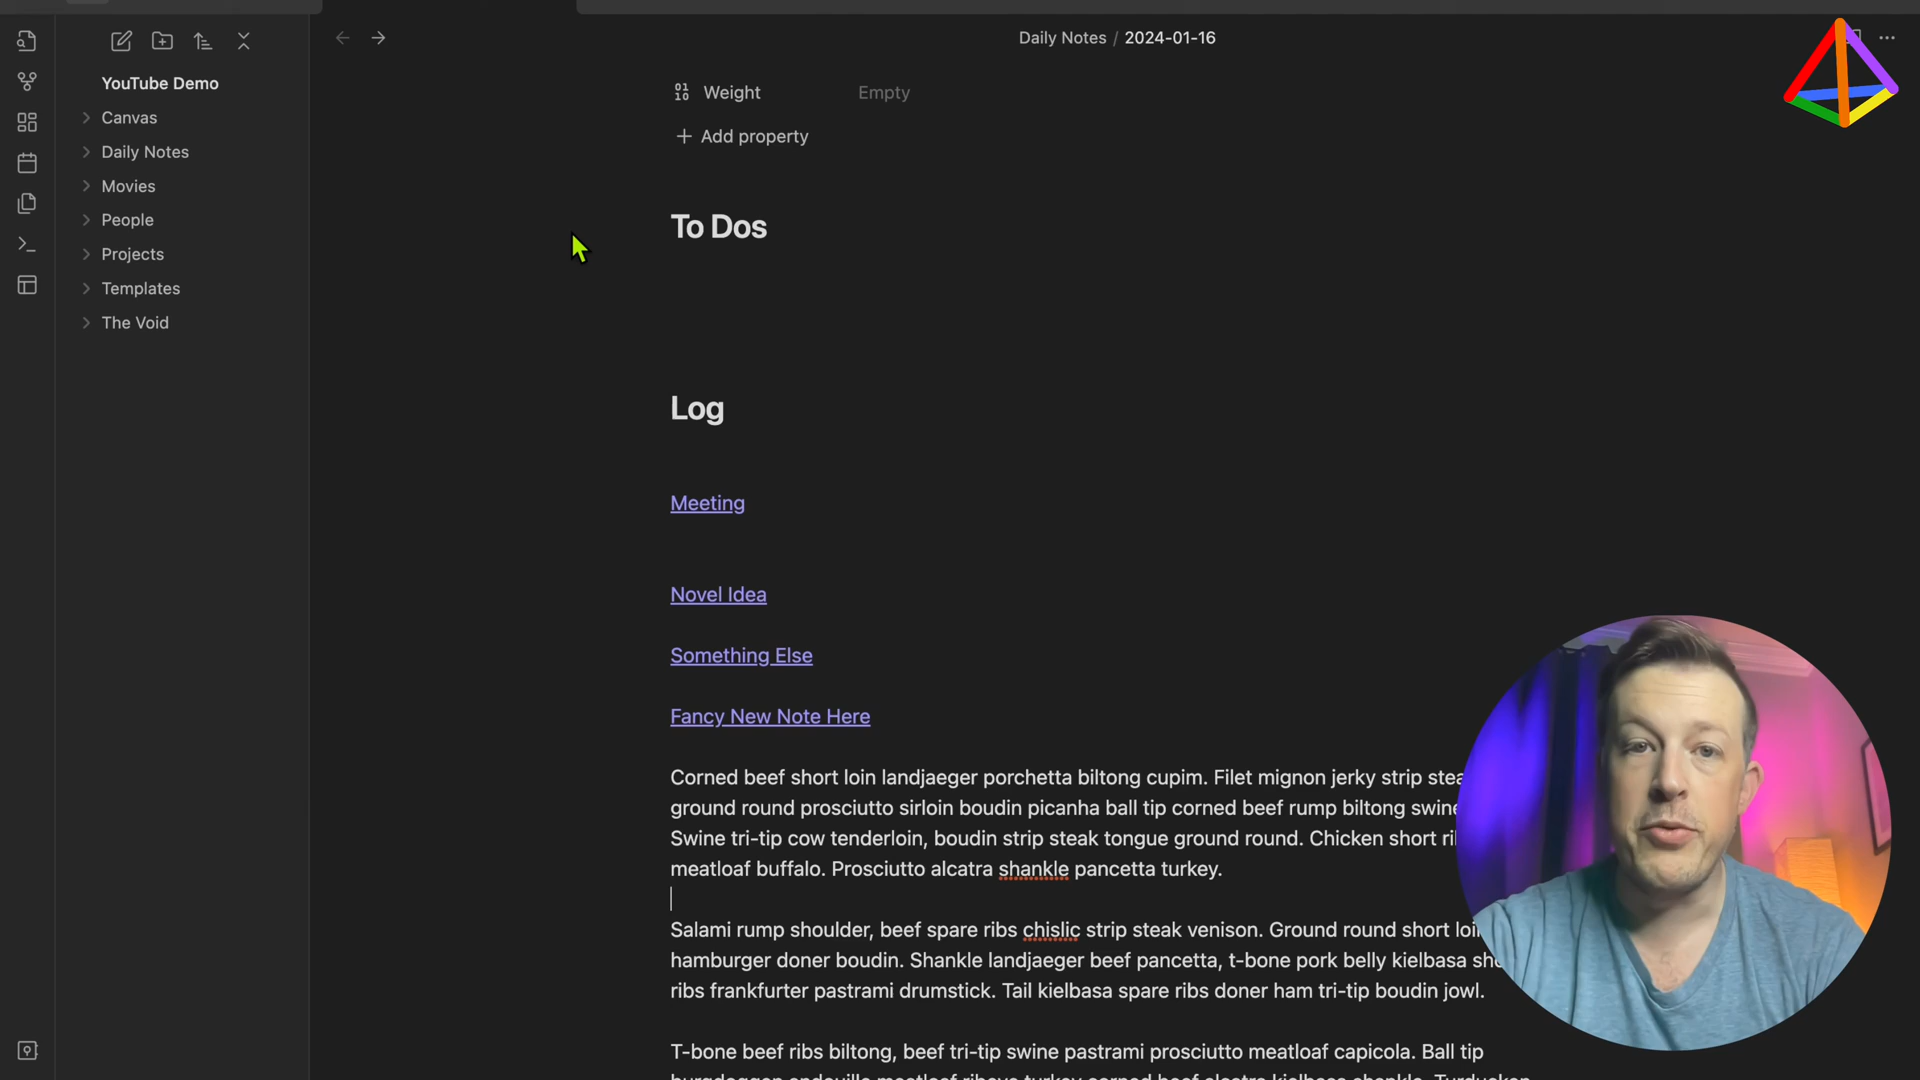 Daily Notes / 2024-01-16
YouTube Demo
Canvas
Daily Notes
Movies
People
Projects
Templates
The Void
Weight Empty
Add property
To Dos
Log
Meeting
Novel Idea
Something Else
Fancy New Note Here
Corned beef short loin landjaeger porchetta biltong cupim. Filet mignon jerky strip
ground round prosciutto sirloin boudin picanha ball tip corned beef rump biltong swine
Swine tri-tip cow tenderloin, boudin strip steak tongue ground round. Chicken short
meatloaf buffalo. Prosciutto alcatra shankle pancetta turkey.
Salami rump shoulder, beef spare ribs chislic strip steak venison. Ground round short
hamburger doner boudin. Shankle landjaeger beef pancetta, t-bone pork belly kielbasa
ribs frankfurter pastrami drumstick. Tail kielbasa spare ribs doner ham tri-tip boudin jowl.
T-bone beef ribs biltong, beef tri-tip swine pastrami prosciutto meatloaf capicola. Ball tip